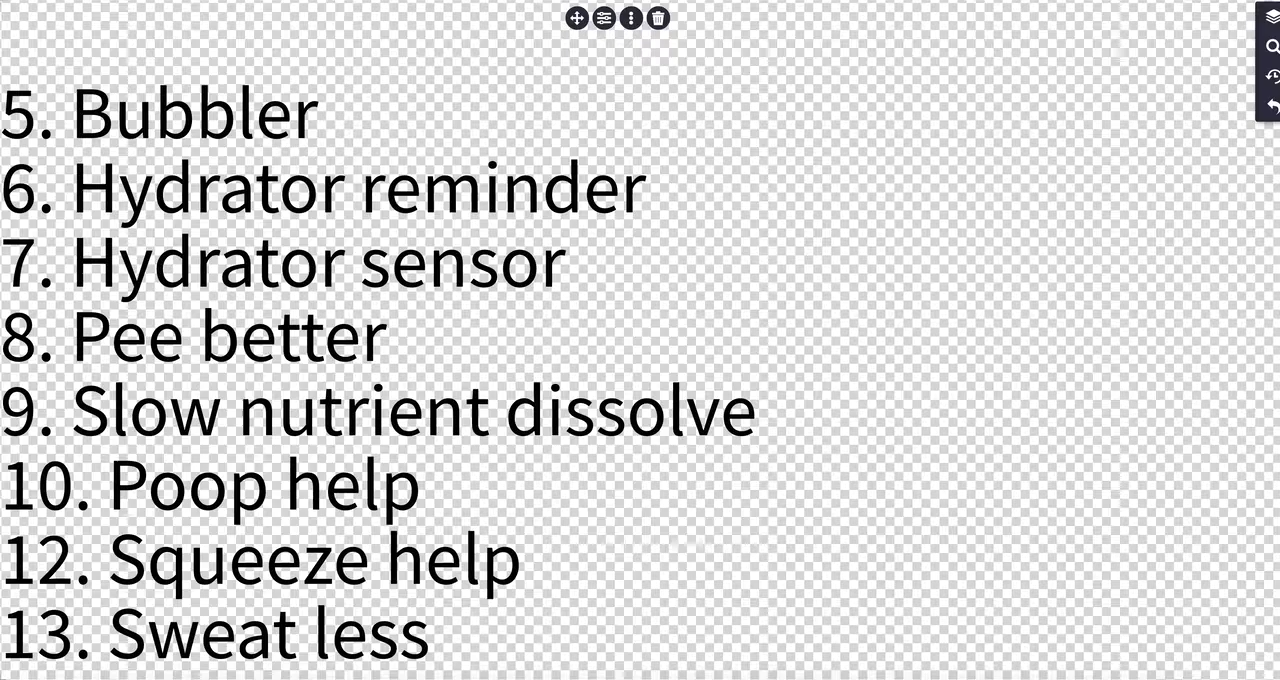 5. Bubbler
6. Hydrator reminder
7. Hydrator sensor
8. Pee better
9. Slow nutrient dissolve
10. Poop help
12. Squeeze help
13. Sweat less